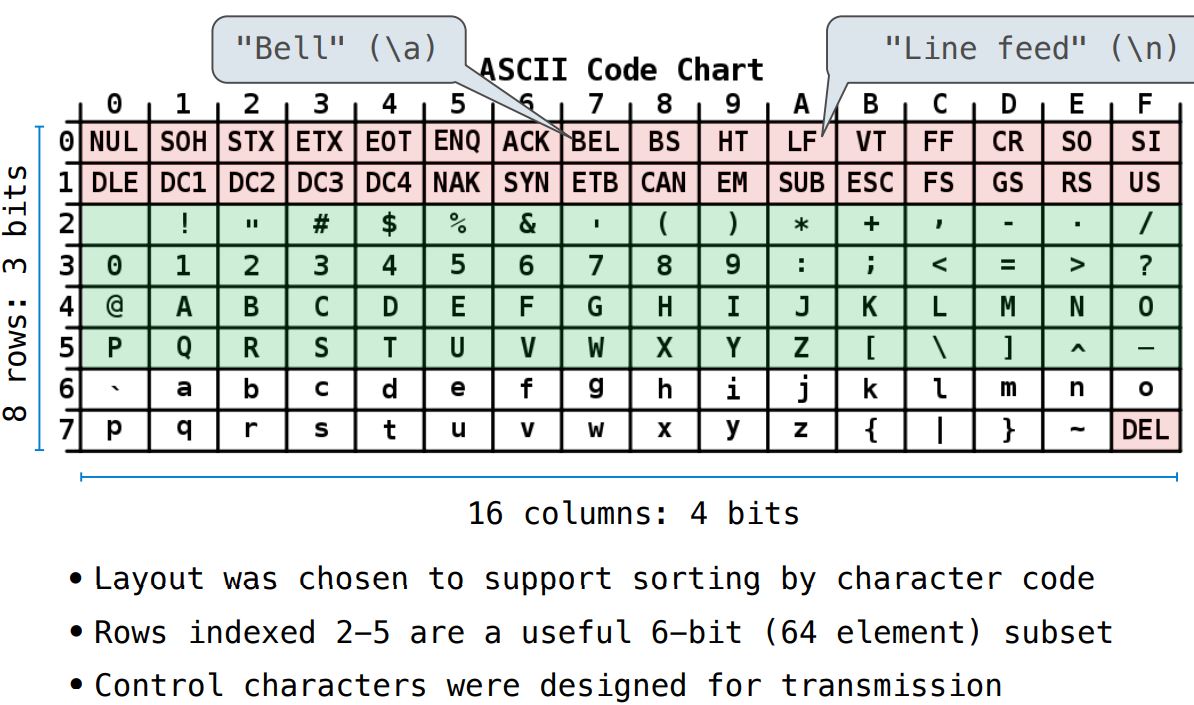 "Bell" (\a)
"Line feed" (\n)
ASCII Code Chart
0 1 2 3 4 5 6 7 8 9 A B C D E F
0 NUL SOH STX ETX EOT ENQ ACK BEL BS HT LF VT FF CR SO SI
1 DLE DC1 DC2 DC3 DC4 NAK SYN ETB CAN EM SUB ESC FS GS RS US
2 ! " # $ % & ' ( ) * + , - . /
3 0 1 2 3 4 5 6 7 8 9 : ; < = > ?
4 @ A B C D E F G H I J K L M N O
5 P Q R S T U V W X Y Z [ \ ] ^ _
6 ` a b c d e f g h i j k l m n o
7 p q r s t u v w x y z { | } ~ DEL
8 rows: 3 bits
16 columns: 4 bits
• Layout was chosen to support sorting by character code
• Rows indexed 2–5 are a useful 6–bit (64 element) subset
• Control characters were designed for transmission